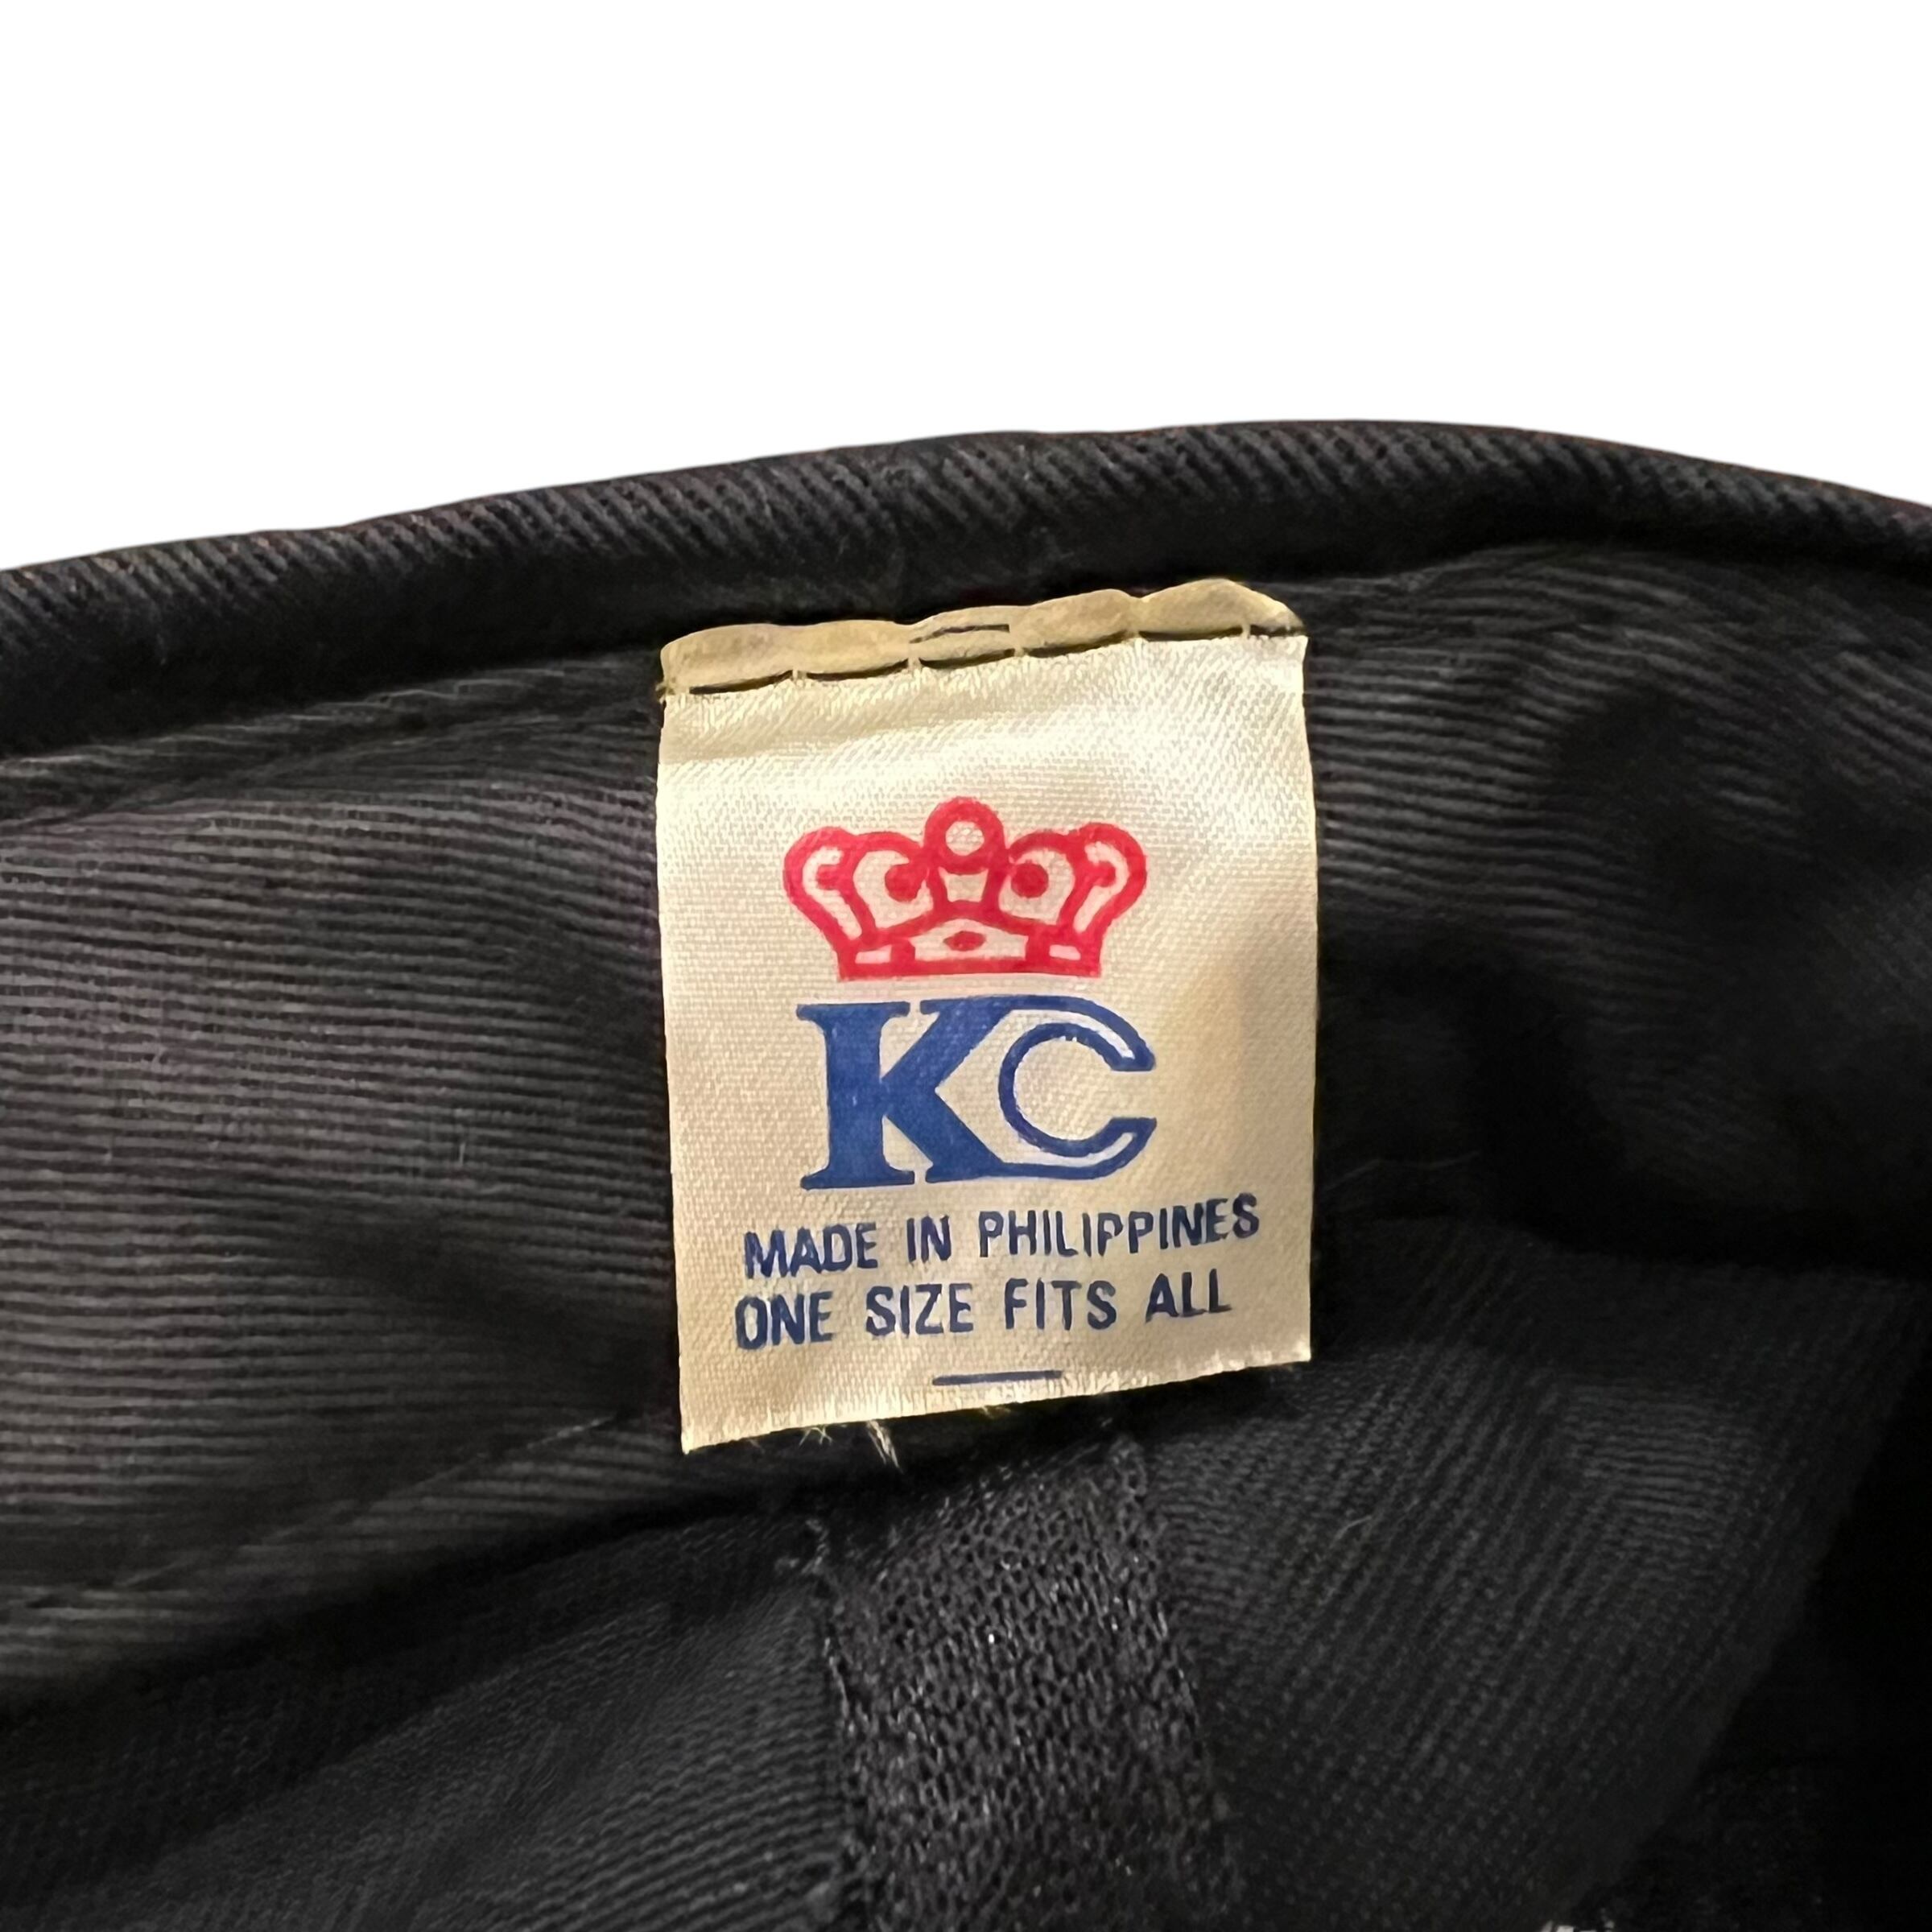 KC
MADE IN PHILIPPINES
ONE SIZE FITS ALL